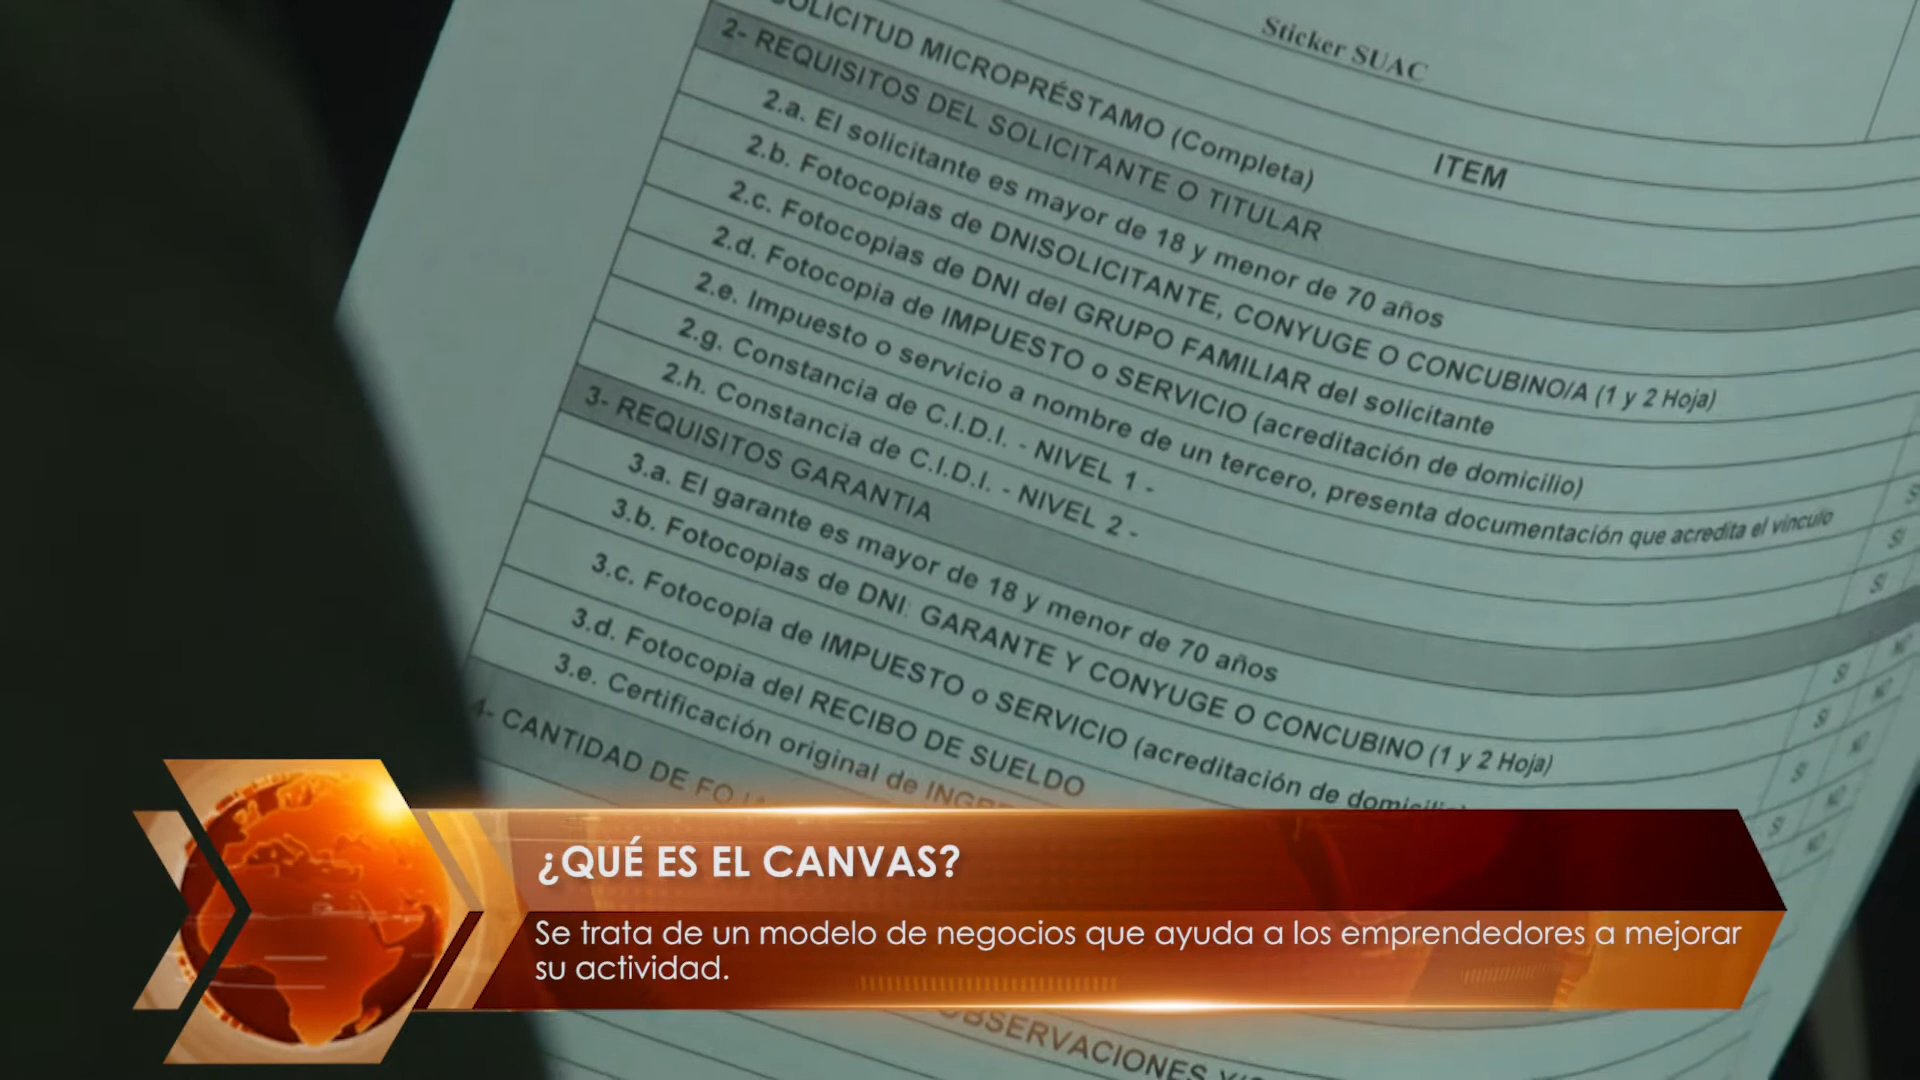 Sticker SUAC
ITEM
SOLICITUD MICROPRÉSTAMO (Completa)
2- REQUISITOS DEL SOLICITANTE O TITULAR
2.a. El solicitante es mayor de 18 y menor de 70 años
2.b. Fotocopias de DNISOLICITANTE, CONYUGE O CONCUBINO/A (1 y 2 Hoja)
2.c. Fotocopias de DNI del GRUPO FAMILIAR del solicitante
2.d. Fotocopia de IMPUESTO o SERVICIO (acreditación de domicilio)
2.e. Impuesto o servicio a nombre de un tercero, presenta documentación que acredita el vínculo
2.g. Constancia de C.I.D.I. - NIVEL 1 -
2.h. Constancia de C.I.D.I. - NIVEL 2 -
3- REQUISITOS GARANTIA
3.a. El garante es mayor de 18 y menor de 70 años
3.b. Fotocopias de DNI: GARANTE Y CONYUGE O CONCUBINO (1 y 2 Hoja)
3.c. Fotocopia de IMPUESTO o SERVICIO (acreditación de domicilio)
3.d. Fotocopia del RECIBO DE SUELDO
3.e. Certificación original de
4- CANTIDAD DE
OBSERVACIONES
¿QUÉ ES EL CANVAS?
Se trata de un modelo de negocios que ayuda a los emprendedores a mejorar
su actividad.